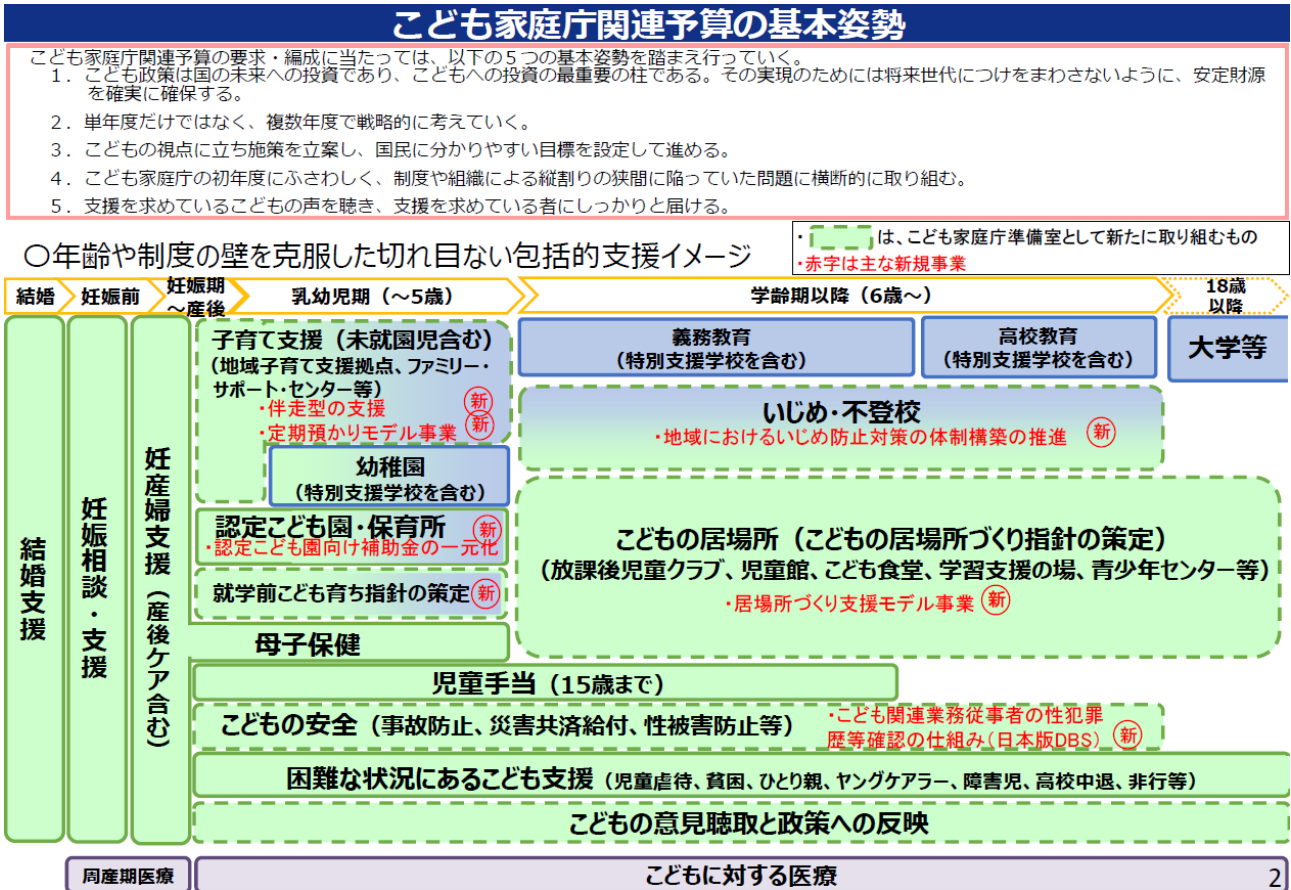 こども家庭庁関連予算の基本姿勢
こども家庭庁関連予算の要求・編成に当たっては、以下の５つの基本姿勢を踏まえ行っていく。
１．こども政策は国の未来への投資であり、こどもへの投資の最重要の柱である。その実現のためには将来世代につけをまわさないように、安定財源
を確実に確保する。
２．単年度だけではなく、複数年度で戦略的に考えていく。
３．こどもの視点に立ち施策を立案し、国民に分かりやすい目標を設定して進める。
４．こども家庭庁の初年度にふさわしく、制度や組織による縦割りの狭間に陥っていた問題に横断的に取り組む。
５．支援を求めているこどもの声を聴き、支援を求めている者にしっかりと届ける。
〇年齢や制度の壁を克服した切れ目ない包括的支援イメージ
・ は、こども家庭庁準備室として新たに取り組むもの
・赤字は主な新規事業
結婚
妊娠前
妊娠期
～産後
乳幼児期（～5歳）
学齢期以降（6歳～）
18歳
以降
結婚支援
妊娠相談・支援
妊産婦支援（産後ケア含む）
子育て支援（未就園児含む）
(地域子育て支援拠点、ファミリー・
サポート・センター等)
・伴走型の支援 新
・定期預かりモデル事業 新
幼稚園
（特別支援学校を含む）
認定こども園・保育所 新
・認定こども園向け補助金の一元化
就学前こども育ち指針の策定 新
母子保健
義務教育
（特別支援学校を含む）
高校教育
（特別支援学校を含む）
大学等
いじめ・不登校
・地域におけるいじめ防止対策の体制構築の推進 新
こどもの居場所（こどもの居場所づくり指針の策定）
（放課後児童クラブ、児童館、こども食堂、学習支援の場、青少年センター等）
・居場所づくり支援モデル事業 新
児童手当（15歳まで）
こどもの安全（事故防止、災害共済給付、性被害防止等）
・こども関連業務従事者の性犯罪
歴等確認の仕組み（日本版DBS） 新
困難な状況にあるこども支援（児童虐待、貧困、ひとり親、ヤングケアラー、障害児、高校中退、非行等）
こどもの意見聴取と政策への反映
周産期医療
こどもに対する医療
2